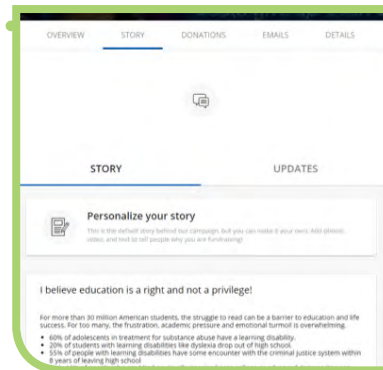 OVERVIEW STORY DONATIONS EMAILS DETAILS
STORY UPDATES
Personalize your story
This is the default story behind our campaign, but you can make it your own. Add photos,
video, and text to tell people why you are fundraising!
I believe education is a right and not a privilege!
For more than 30 million American students, the struggle to read can be a barrier to education and life
success. For too many, the frustration, academic pressure and emotional turmoil is overwhelming.
• 60% of adolescents in treatment for substance abuse have a learning disability.
• 20% of students with learning disabilities like dyslexia drop out of high school.
• 55% of people with learning disabilities have some encounter with the criminal justice system within
8 years of leaving high school